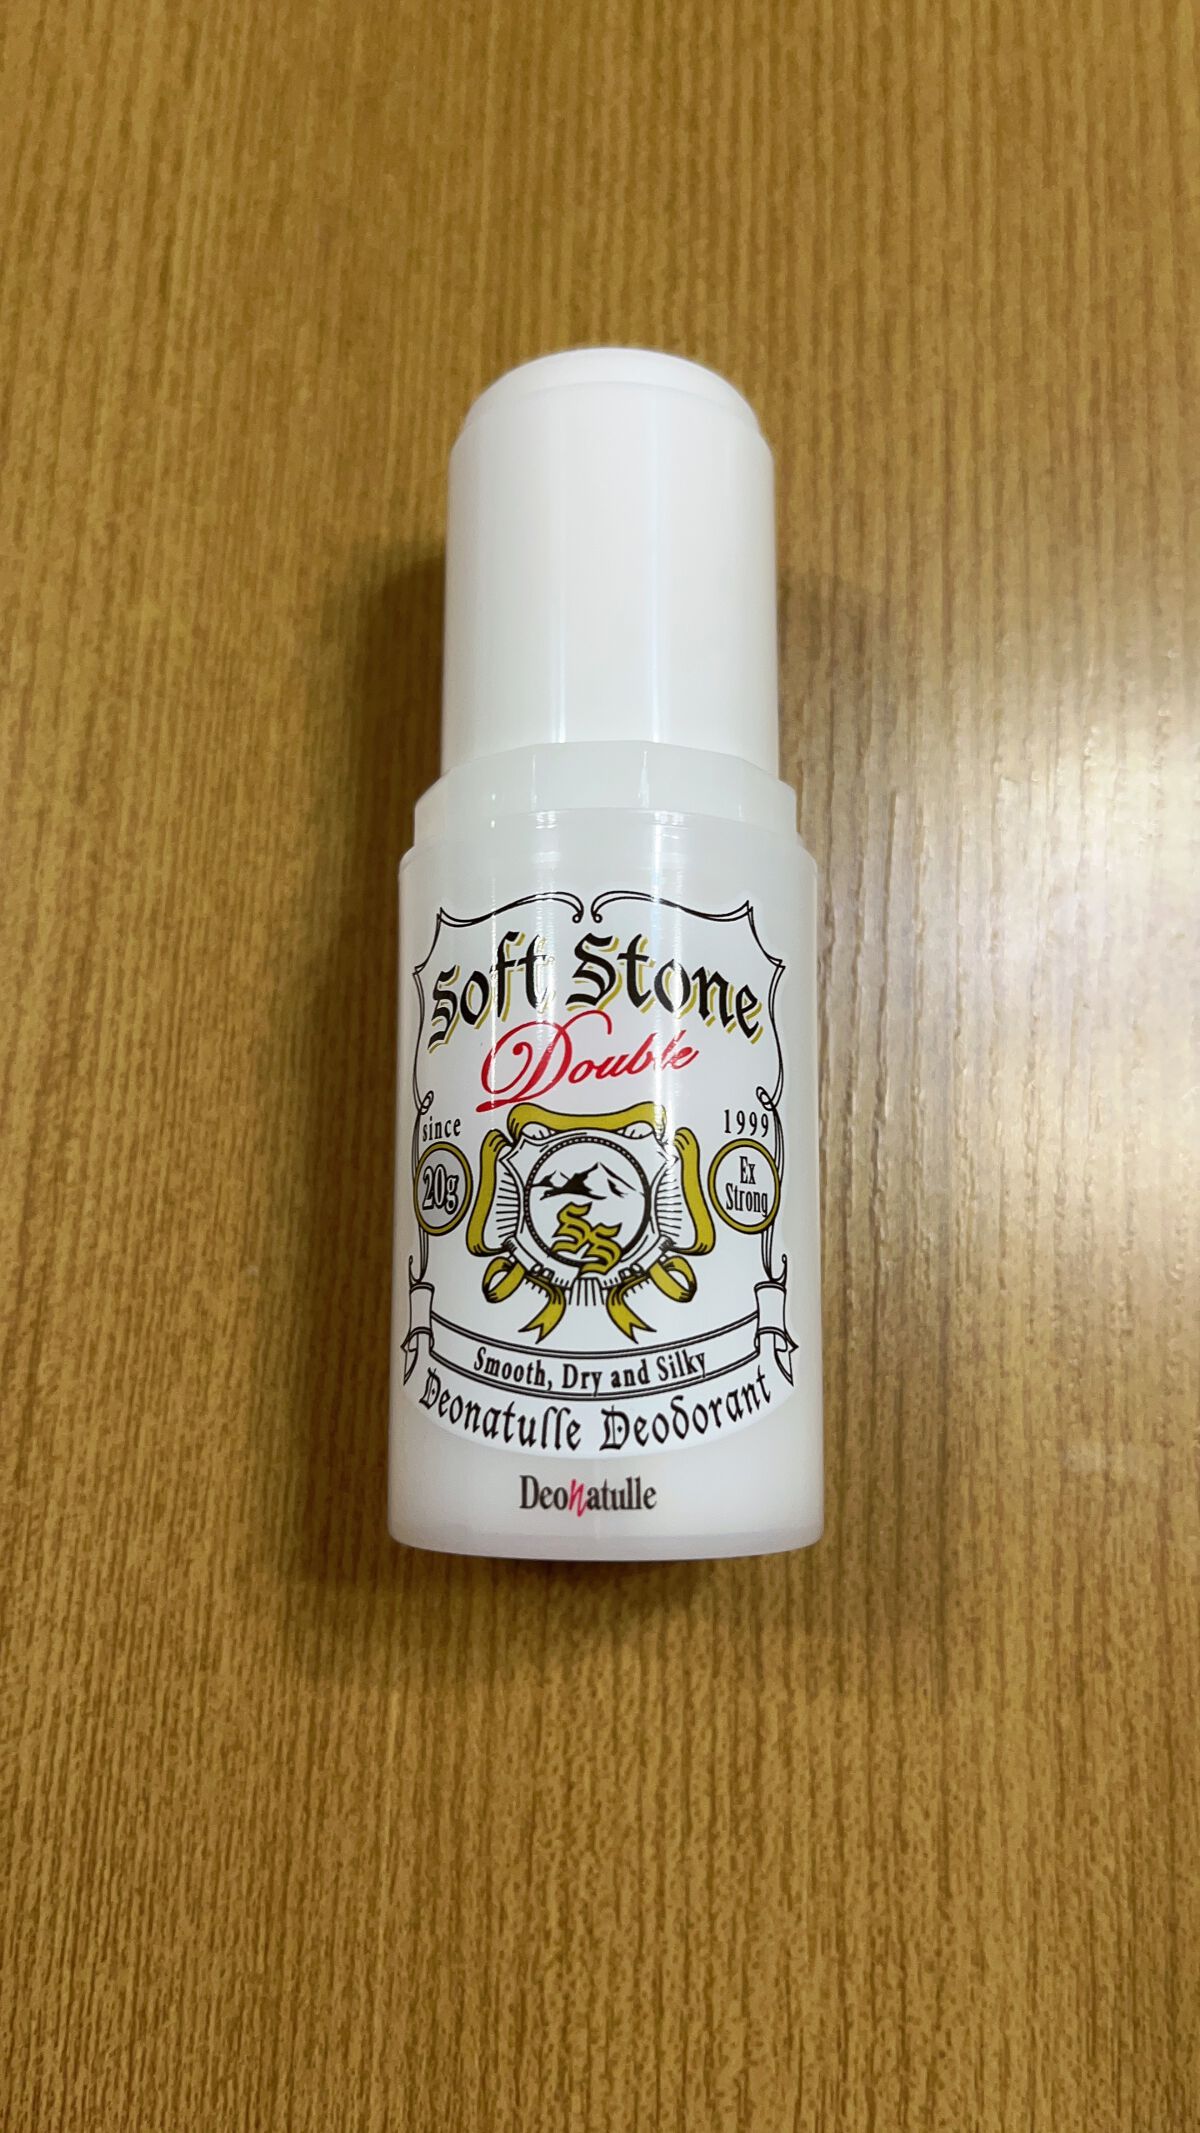 Soft Stone
Double
since 1999
20g
Ex
Strong
SS
Smooth, Dry and Silky
Deonatulle Deodorant
Deonatulle